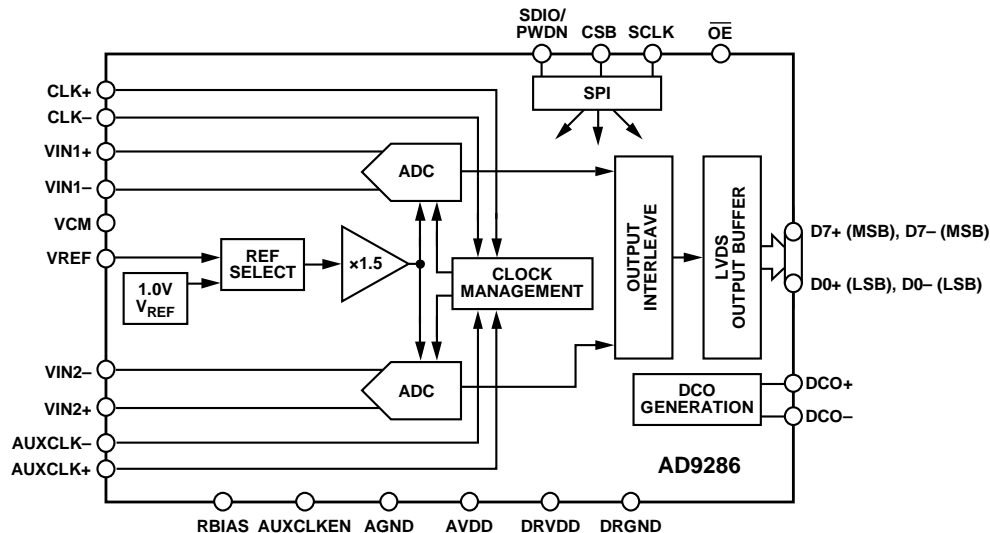 SDIO/
PWDN
CSB
SCLK
OE
CLK+
SPI
CLK–
VIN1+
ADC
VIN1–
VCM
VREF
REF
SELECT
×1.5
CLOCK
MANAGEMENT
OUTPUT
INTERLEAVE
LVDS
OUTPUT BUFFER
D7+ (MSB), D7– (MSB)
D0+ (LSB), D0– (LSB)
1.0V
VREF
VIN2–
ADC
VIN2+
DCO
GENERATION
DCO+
DCO–
AUXCLK–
AUXCLK+
AD9286
RBIAS
AUXCLKEN
AGND
AVDD
DRVDD
DRGND